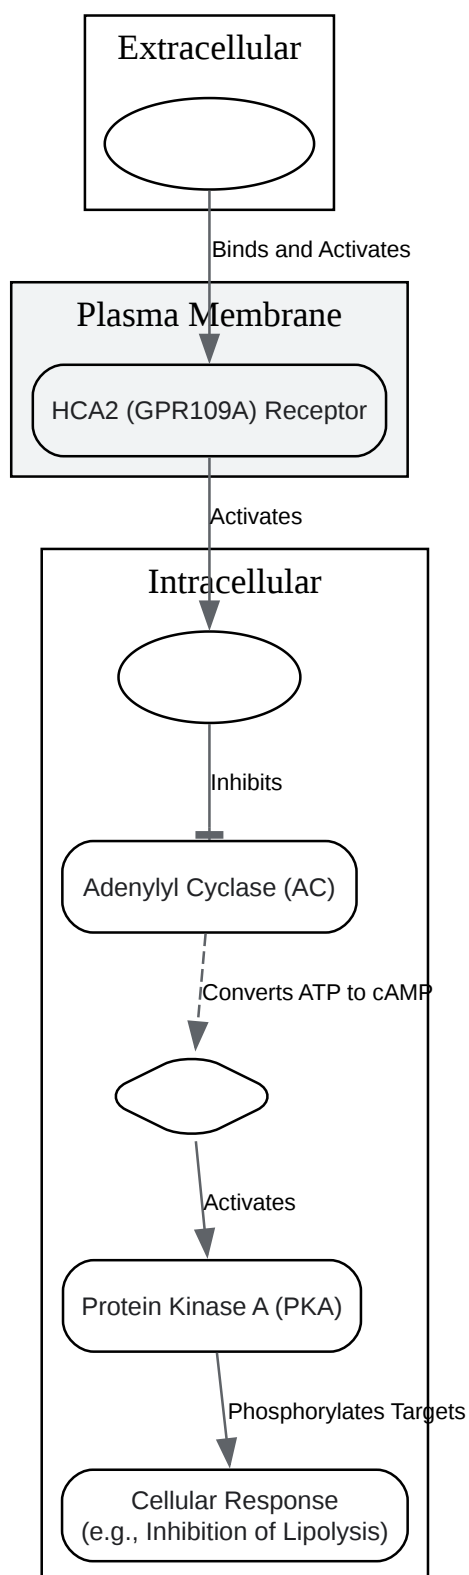 Extracellular
Binds and Activates
Plasma Membrane
HCA2 (GPR109A) Receptor
Activates
Intracellular
Inhibits
Adenylyl Cyclase (AC)
Converts ATP to cAMP
Activates
Protein Kinase A (PKA)
Phosphorylates Targets
Cellular Response
(e.g., Inhibition of Lipolysis)